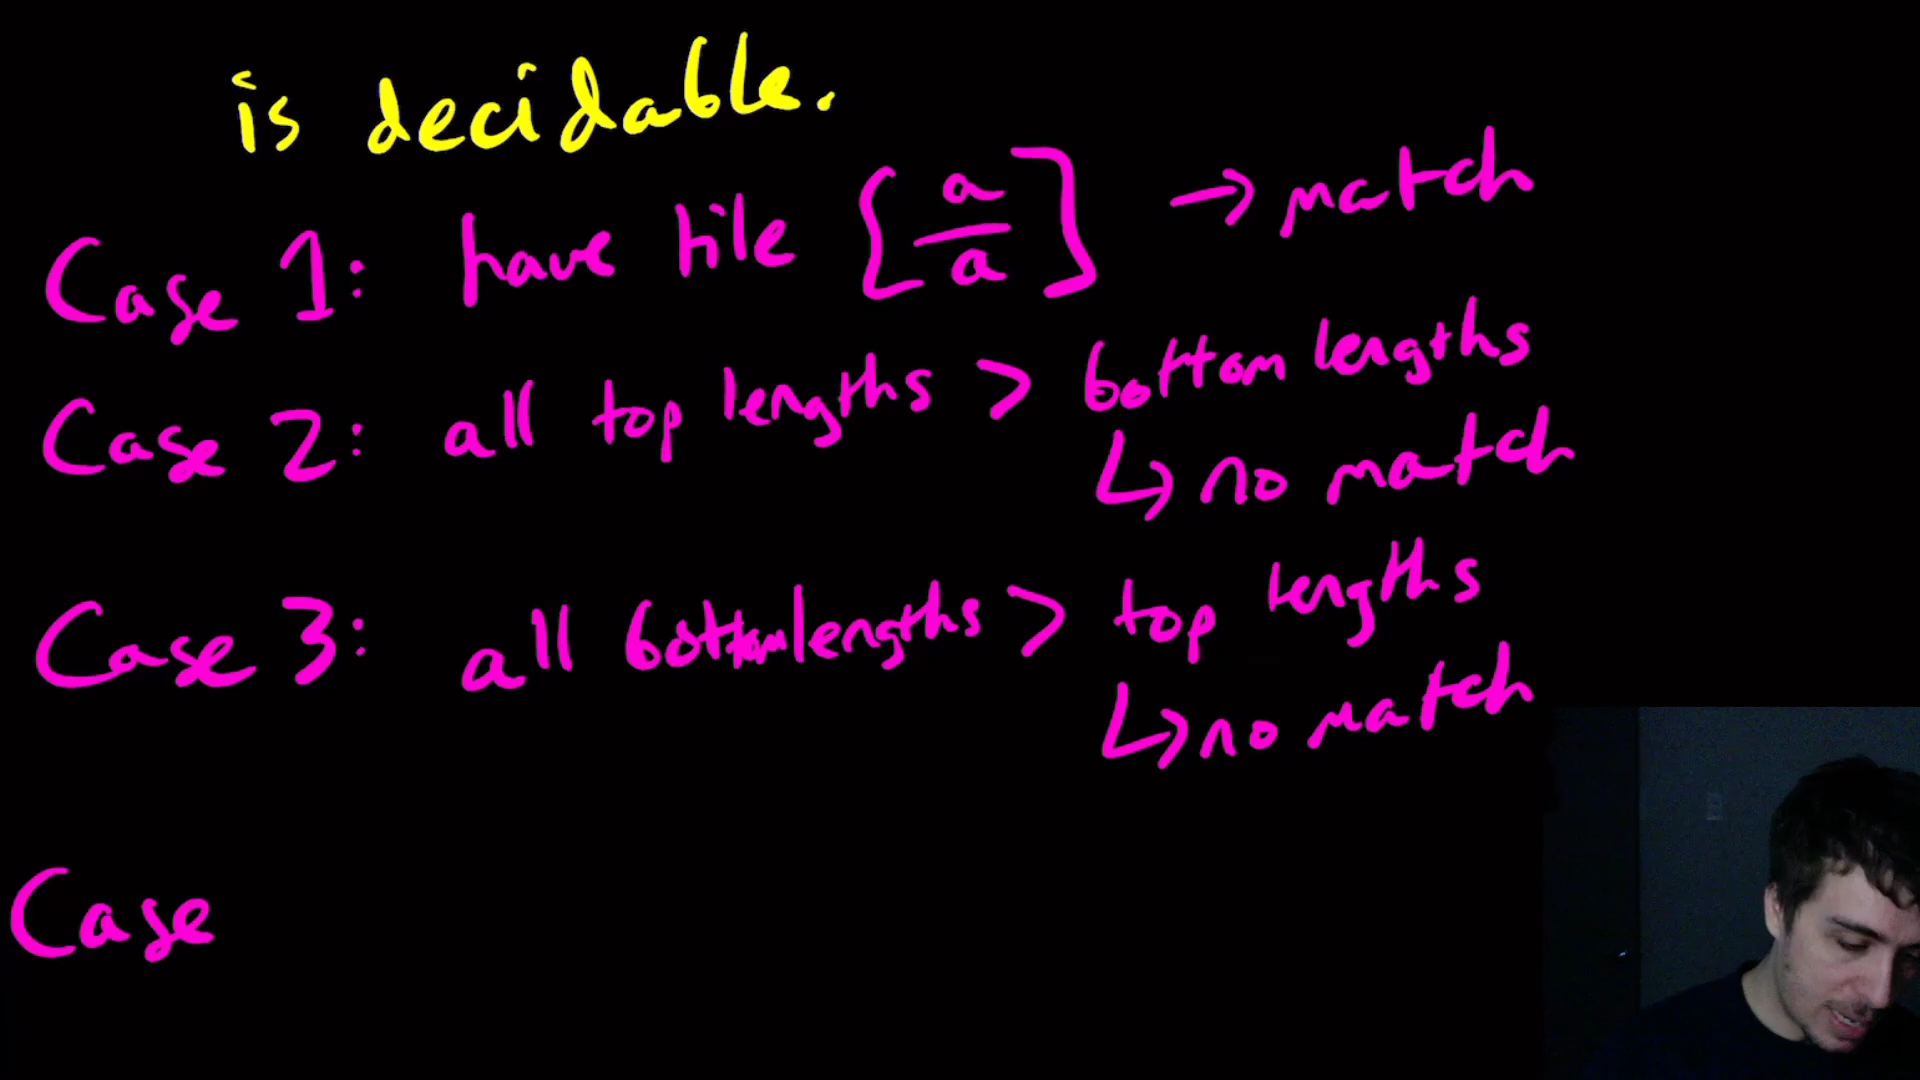 is decidable.
Case 1: have tile [a/a] → match
Case 2: all top lengths > bottom lengths
↳ no match
Case 3: all bottom lengths > top lengths
↳ no match
Case